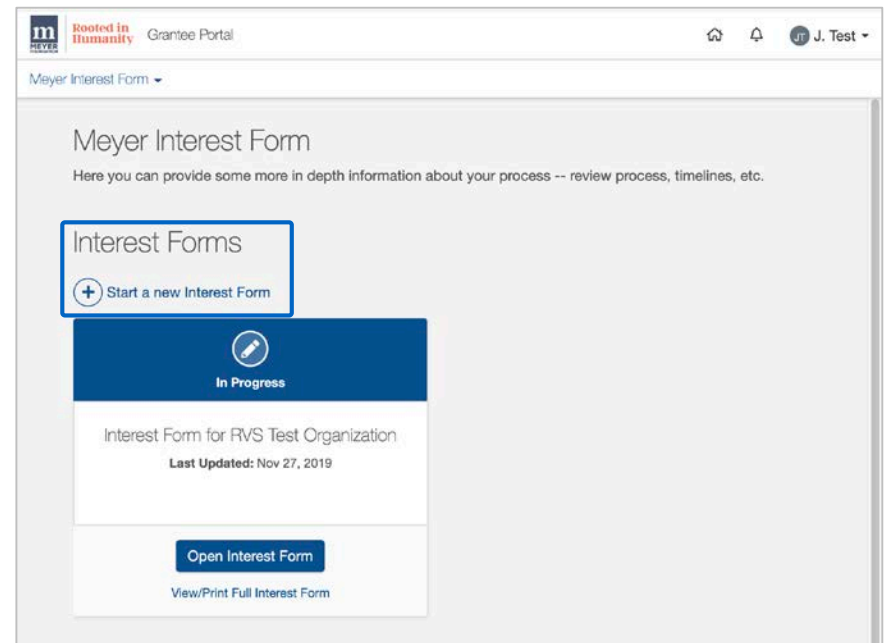 m
MEYER
Rooted in
Humanity
Grantee Portal
JT
J. Test
Meyer Interest Form
Meyer Interest Form
Here you can provide some more in depth information about your process -- review process, timelines, etc.
Interest Forms
Start a new Interest Form
In Progress
Interest Form for RVS Test Organization
Last Updated: Nov 27, 2019
Open Interest Form
View/Print Full Interest Form